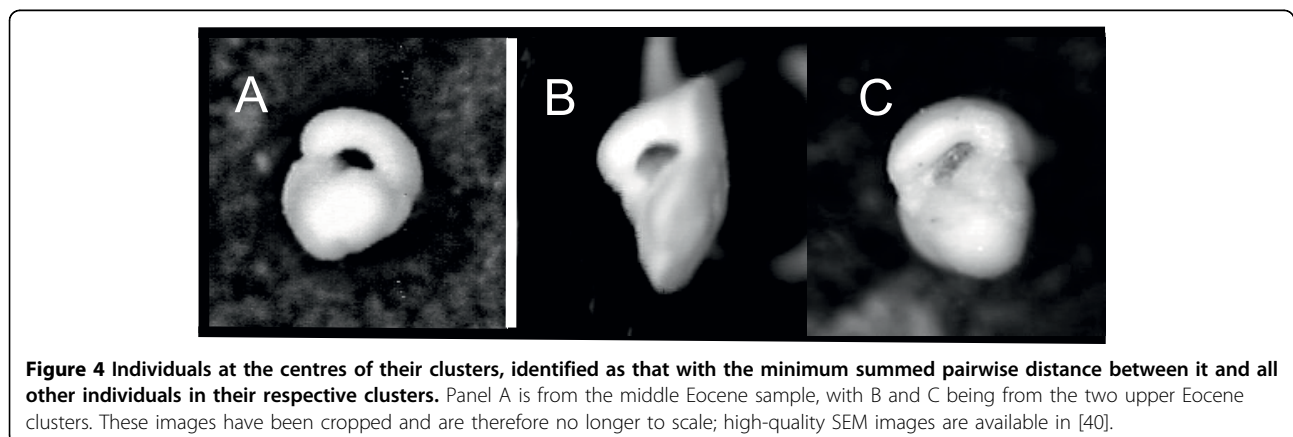 A
B
C
Figure 4 Individuals at the centres of their clusters, identified as that with the minimum summed pairwise distance between it and all
other individuals in their respective clusters. Panel A is from the middle Eocene sample, with B and C being from the two upper Eocene
clusters. These images have been cropped and are therefore no longer to scale; high-quality SEM images are available in [40].